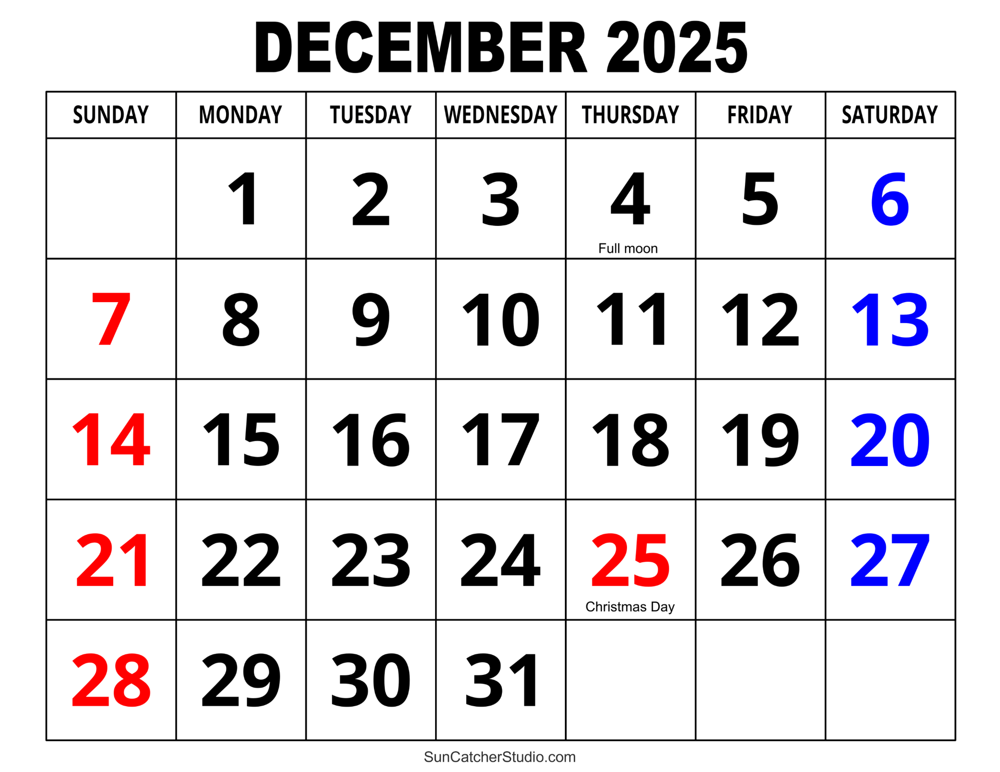 DECEMBER 2025
SUNDAY MONDAY TUESDAY WEDNESDAY THURSDAY FRIDAY SATURDAY
1 2 3 4 5 6
Full moon
7 8 9 10 11 12 13
14 15 16 17 18 19 20
21 22 23 24 25 26 27
Christmas Day
28 29 30 31
SunCatcherStudio.com